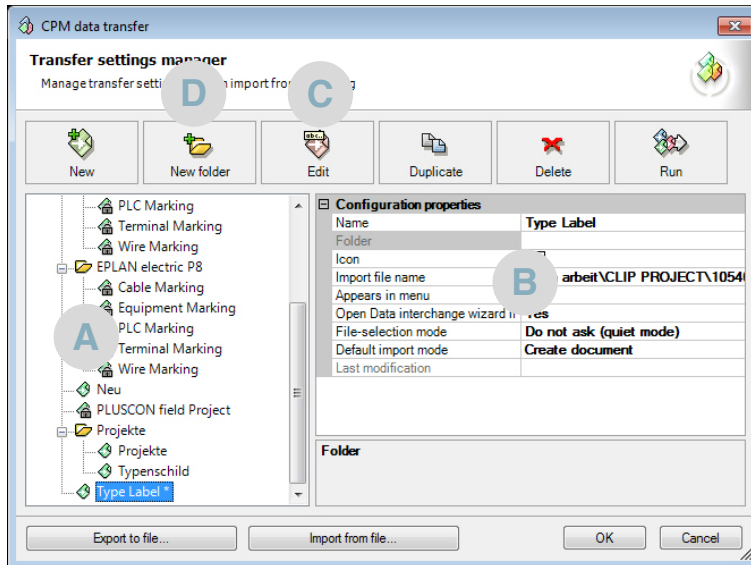 CPM data transfer
Transfer settings manager
Manage transfer
D
C
New
New folder
Edit
Duplicate
Delete
Run
PLC Marking
Terminal Marking
Wire Marking
EPLAN electric P8
Cable Marking
Equipment Marking
PLC Marking
Terminal Marking
Wire Marking
Neu
PLUSCON field Project
Projekte
Projekte
Typenschild
Type Label *
A
Configuration properties
Name Type Label
Folder
Icon
Import file name arbeit\CLIP PROJECT\1054
Appears in menu
Open Data interchange wizard Yes
File-selection mode Do not ask (quiet mode)
Default import mode Create document
Last modification
B
Folder
Export to file...
Import from file...
OK
Cancel